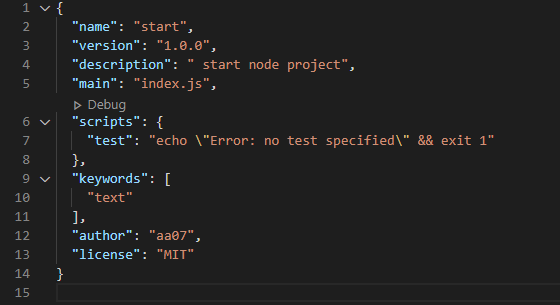 1 {
2 "name": "start",
3 "version": "1.0.0",
4 "description": " start node project",
5 "main": "index.js",
Debug
6 "scripts": {
7 "test": "echo \"Error: no test specified\" && exit 1"
8 },
9 "keywords": [
10 "text"
11 ],
12 "author": "aa07",
13 "license": "MIT"
14 }
15